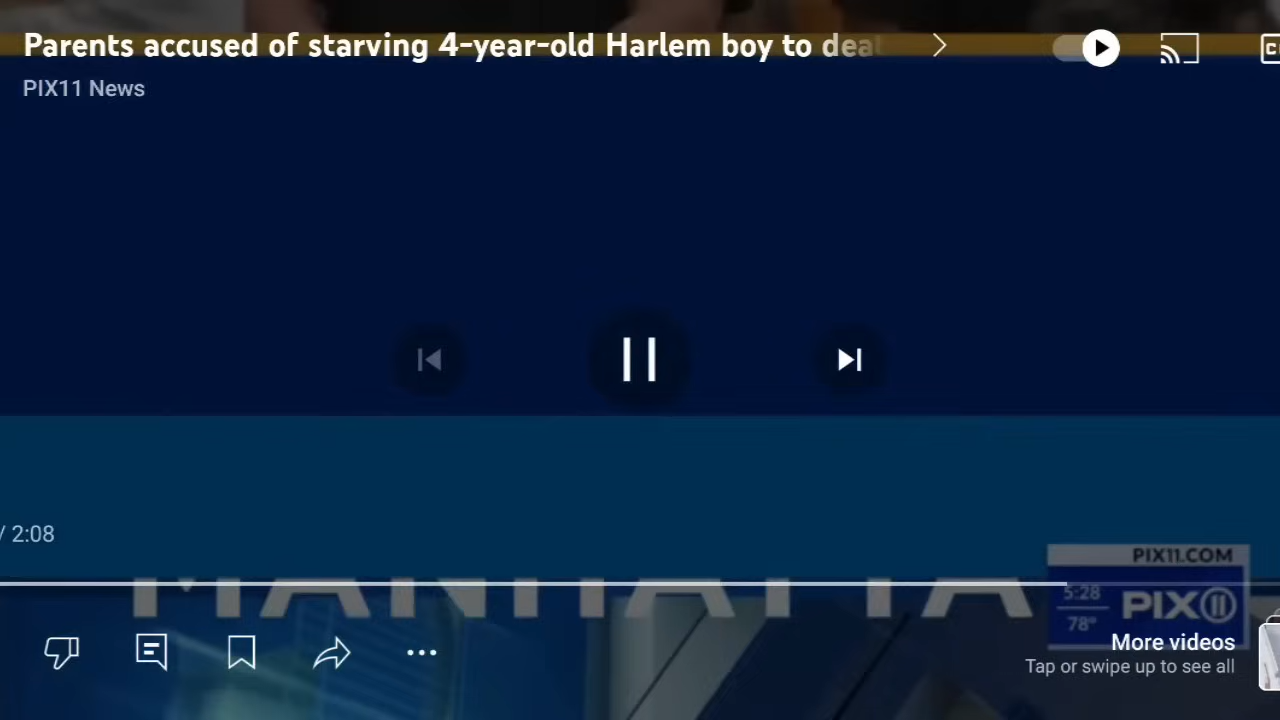 Parents accused of starving 4-year-old Harlem boy to dea
PIX11 News
/ 2:08
PIX11.COM
MANHATTA
5:28
PIX11
78°
More videos
Tap or swipe up to see all